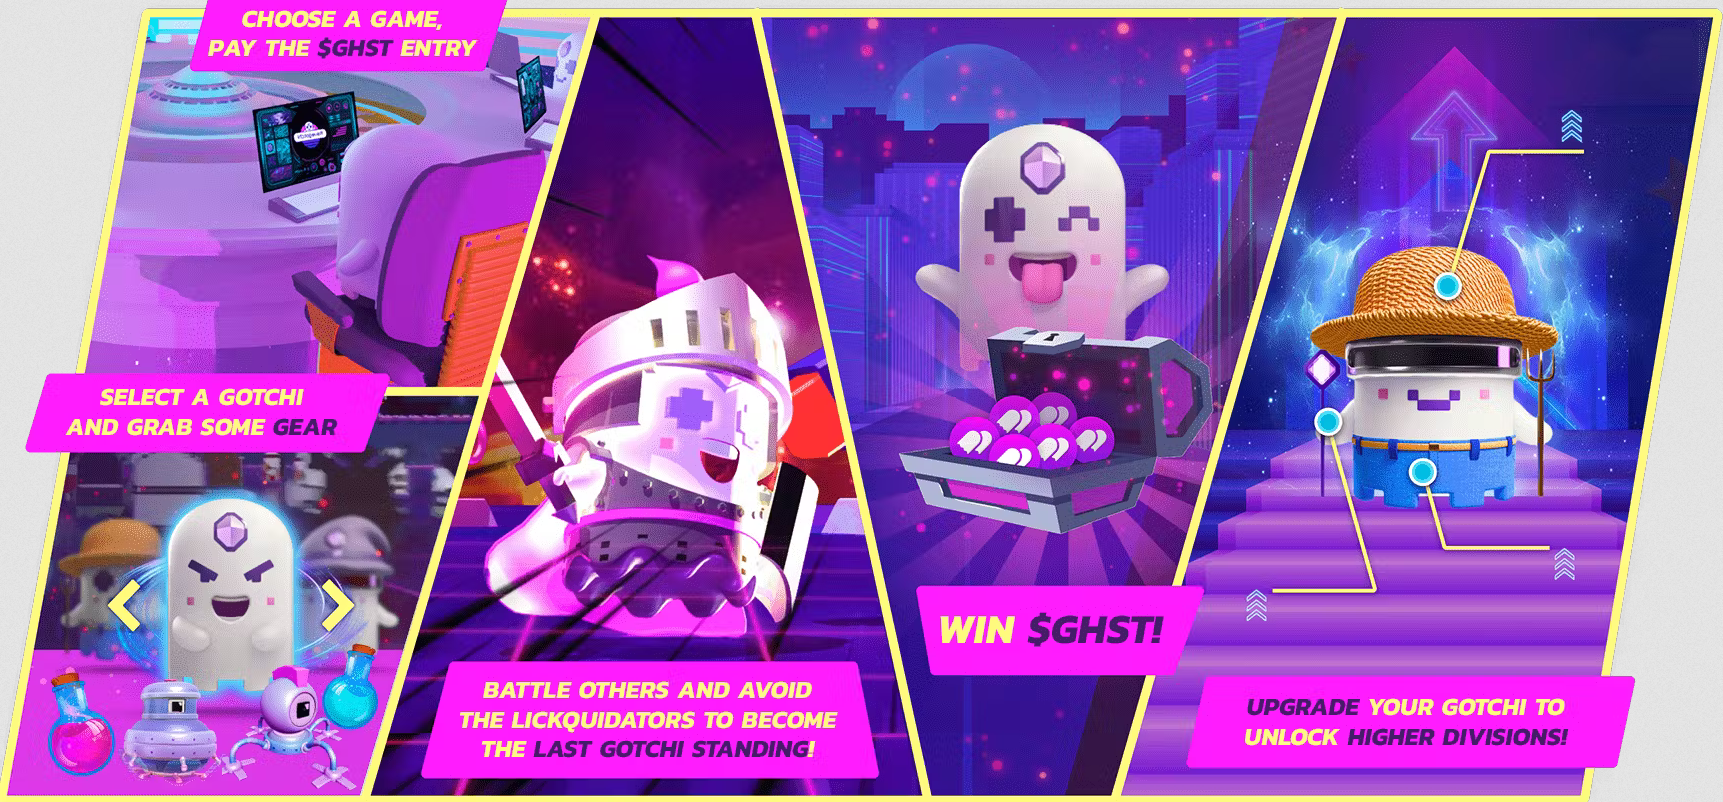 CHOOSE A GAME,
PAY THE $GHST ENTRY
SELECT A GOTCHI
AND GRAB SOME GEAR
BATTLE OTHERS AND AVOID
THE LICKQUIDATORS TO BECOME
THE LAST GOTCHI STANDING!
WIN $GHST!
UPGRADE YOUR GOTCHI TO
UNLOCK HIGHER DIVISIONS!